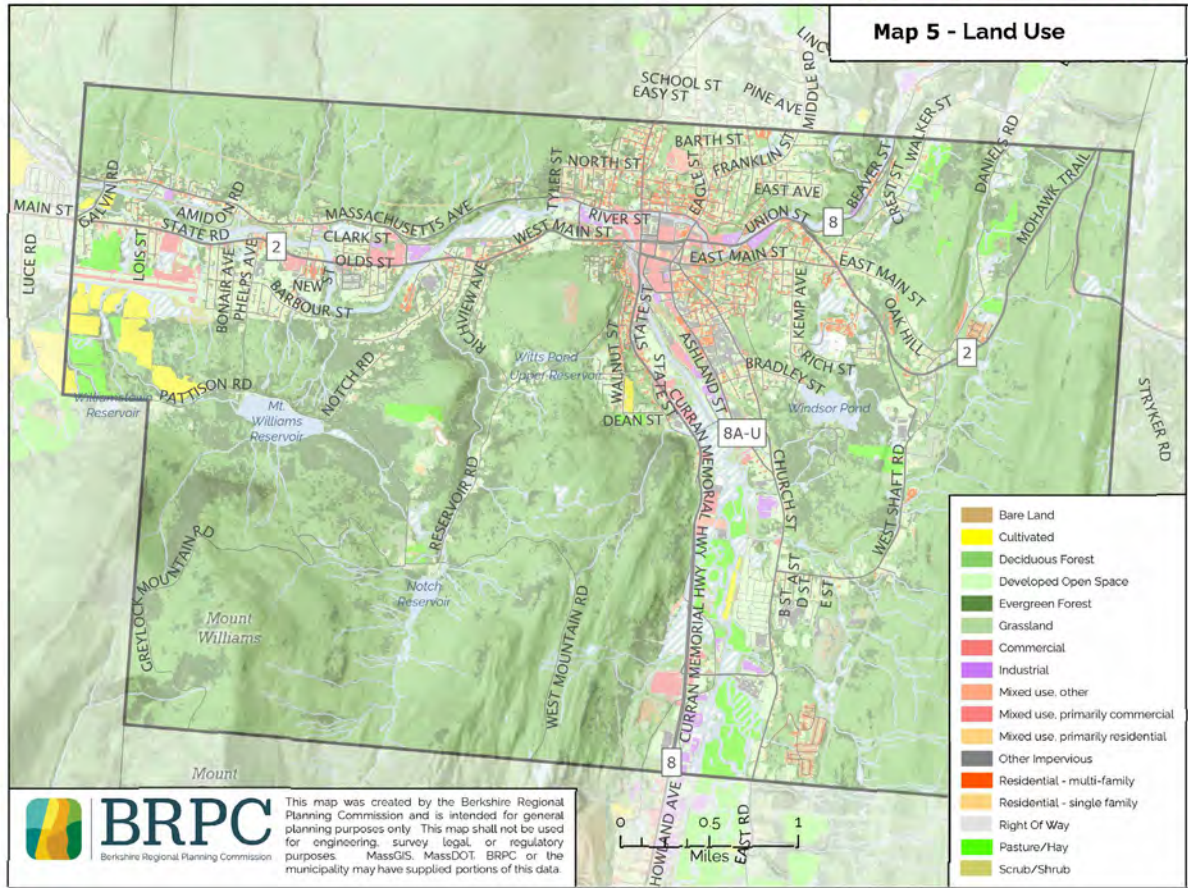 Map 5 - Land Use
SCHOOL ST
EASY ST
PINE AVE
MIDDLE RD
BARTH ST
FRANKLIN ST
NORTH ST
EAGLE ST
EAST AVE
TYLER ST
BEAVER ST
CREST ST
WALKER ST
DANIELS RD
MOHAWK TRAIL
MAIN ST
GALVIN RD
AMIDON RD
STATE RD
MASSACHUSETTS AVE
RIVER ST
UNION ST
8
WEST MAIN ST
CLARK ST
2
OLDS ST
EAST MAIN ST
EAST MAIN ST
LUCE RD
LOIS ST
BONAIR AVE
PHELPS AVE
NEW ST
BARBOUR ST
RICHVIEW AVE
STATE ST
KEMP AVE
OAK HILL
2
NOTCH RD
Witts Pond
Upper Reservoir
WALNUT ST
STATE ST
ASHLAND ST
RICH ST
BRADLEY ST
PATTISON RD
Williamstown
Reservoir
Mt.
Williams
Reservoir
Windsor Pond
STRYKER RD
DEAN ST
8A-U
CURRAN MEMORIAL HWY
CHURCH ST
RESERVOIR RD
WEST SHAFT RD
GREYLOCK MOUNTAIN RD
Notch
Reservoir
B ST
A ST
D ST
E ST
Mount
Williams
WEST MOUNTAIN RD
CURRAN MEMORIAL HWY
8
Mount
HOWLAND AVE
EAST RD
Bare Land
Cultivated
Deciduous Forest
Developed Open Space
Evergreen Forest
Grassland
Commercial
Industrial
Mixed use, other
Mixed use, primarily commercial
Mixed use, primarily residential
Other Impervious
Residential - multi-family
Residential - single family
Right Of Way
Pasture/Hay
Scrub/Shrub
0 0.5 1
Miles
BRPC
Berkshire Regional Planning Commission
This map was created by the Berkshire Regional
Planning Commission and is intended for general
planning purposes only. This map shall not be used
for engineering, survey, legal, or regulatory
purposes. MassGIS, MassDOT, BRPC or the
municipality may have supplied portions of this data.